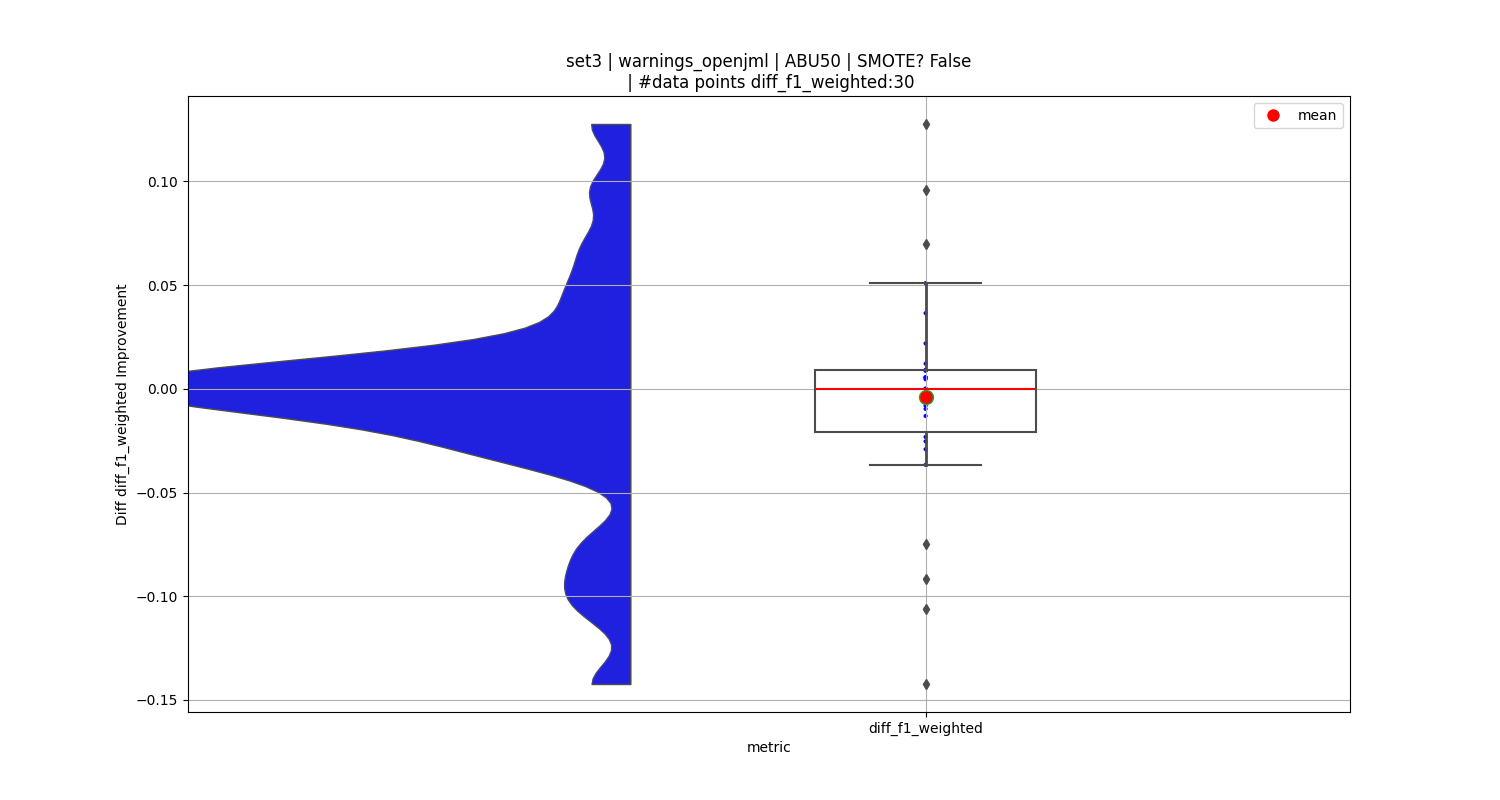 set3 | warnings_openjml | ABU50 | SMOTE? False
| #data points diff_f1_weighted:30
mean
0.10
0.05
0.00
−0.05
−0.10
−0.15
Diff diff_f1_weighted Improvement
diff_f1_weighted
metric